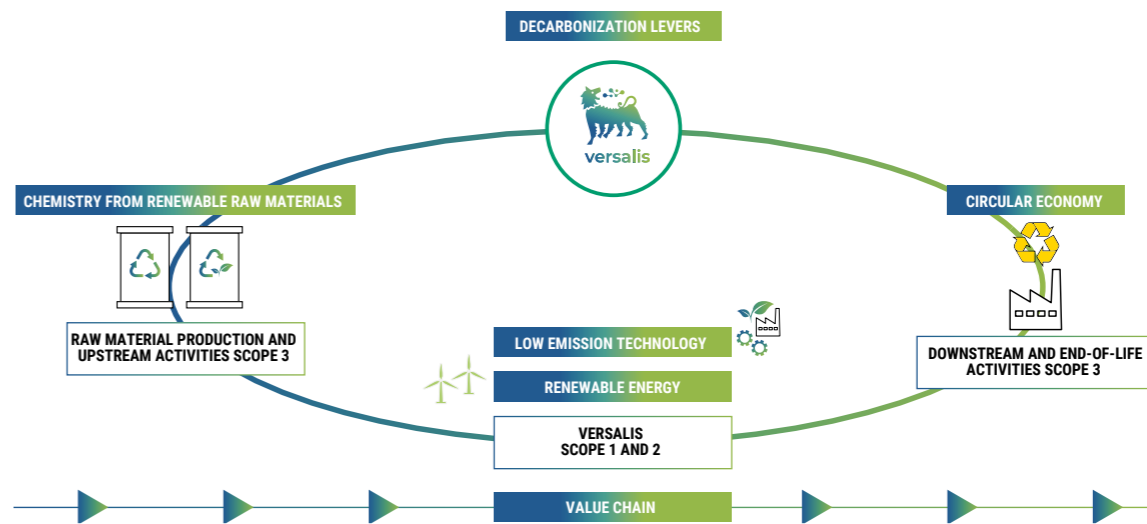 DECARBONIZATION LEVERS
versalis
CHEMISTRY FROM RENEWABLE RAW MATERIALS
CIRCULAR ECONOMY
RAW MATERIAL PRODUCTION AND
UPSTREAM ACTIVITIES SCOPE 3
LOW EMISSION TECHNOLOGY
RENEWABLE ENERGY
DOWNSTREAM AND END-OF-LIFE
ACTIVITIES SCOPE 3
VERSALIS
SCOPE 1 AND 2
VALUE CHAIN